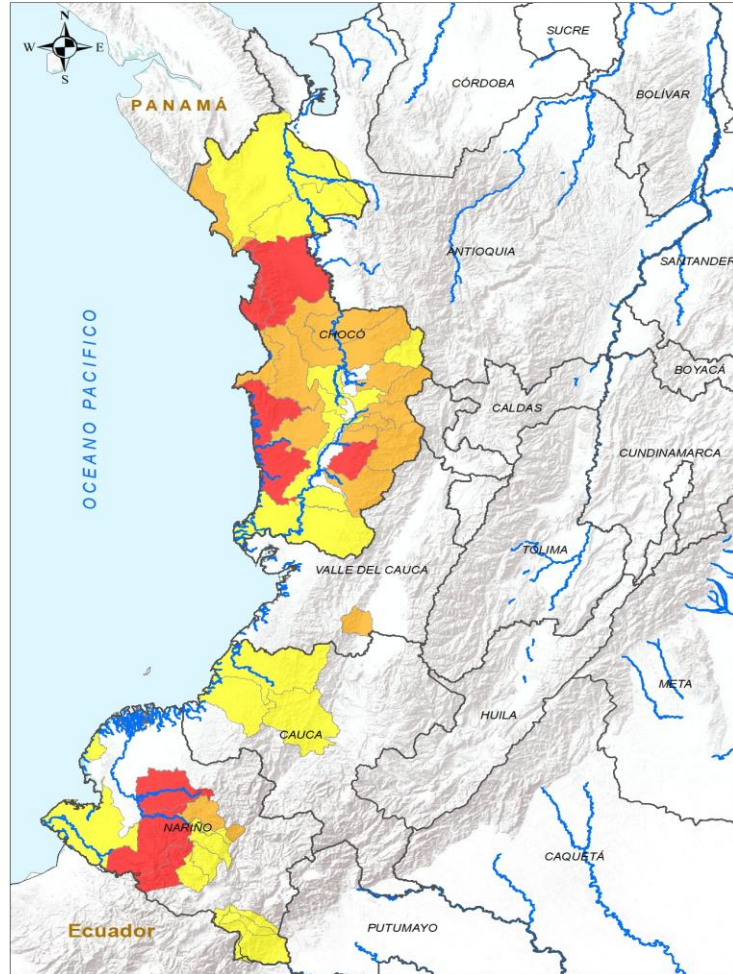 N
W E
S
SUCRE
CÓRDOBA
BOLÍVAR
PANAMÁ
ANTIOQUIA
SANTANDER
OCEANO PACIFICO
CHOCÓ
BOYACÁ
CALDAS
CUNDINAMARCA
TOLIMA
VALLE DEL CAUCA
META
HUILA
CAUCA
NARIÑO
CAQUETÁ
Ecuador
PUTUMAYO